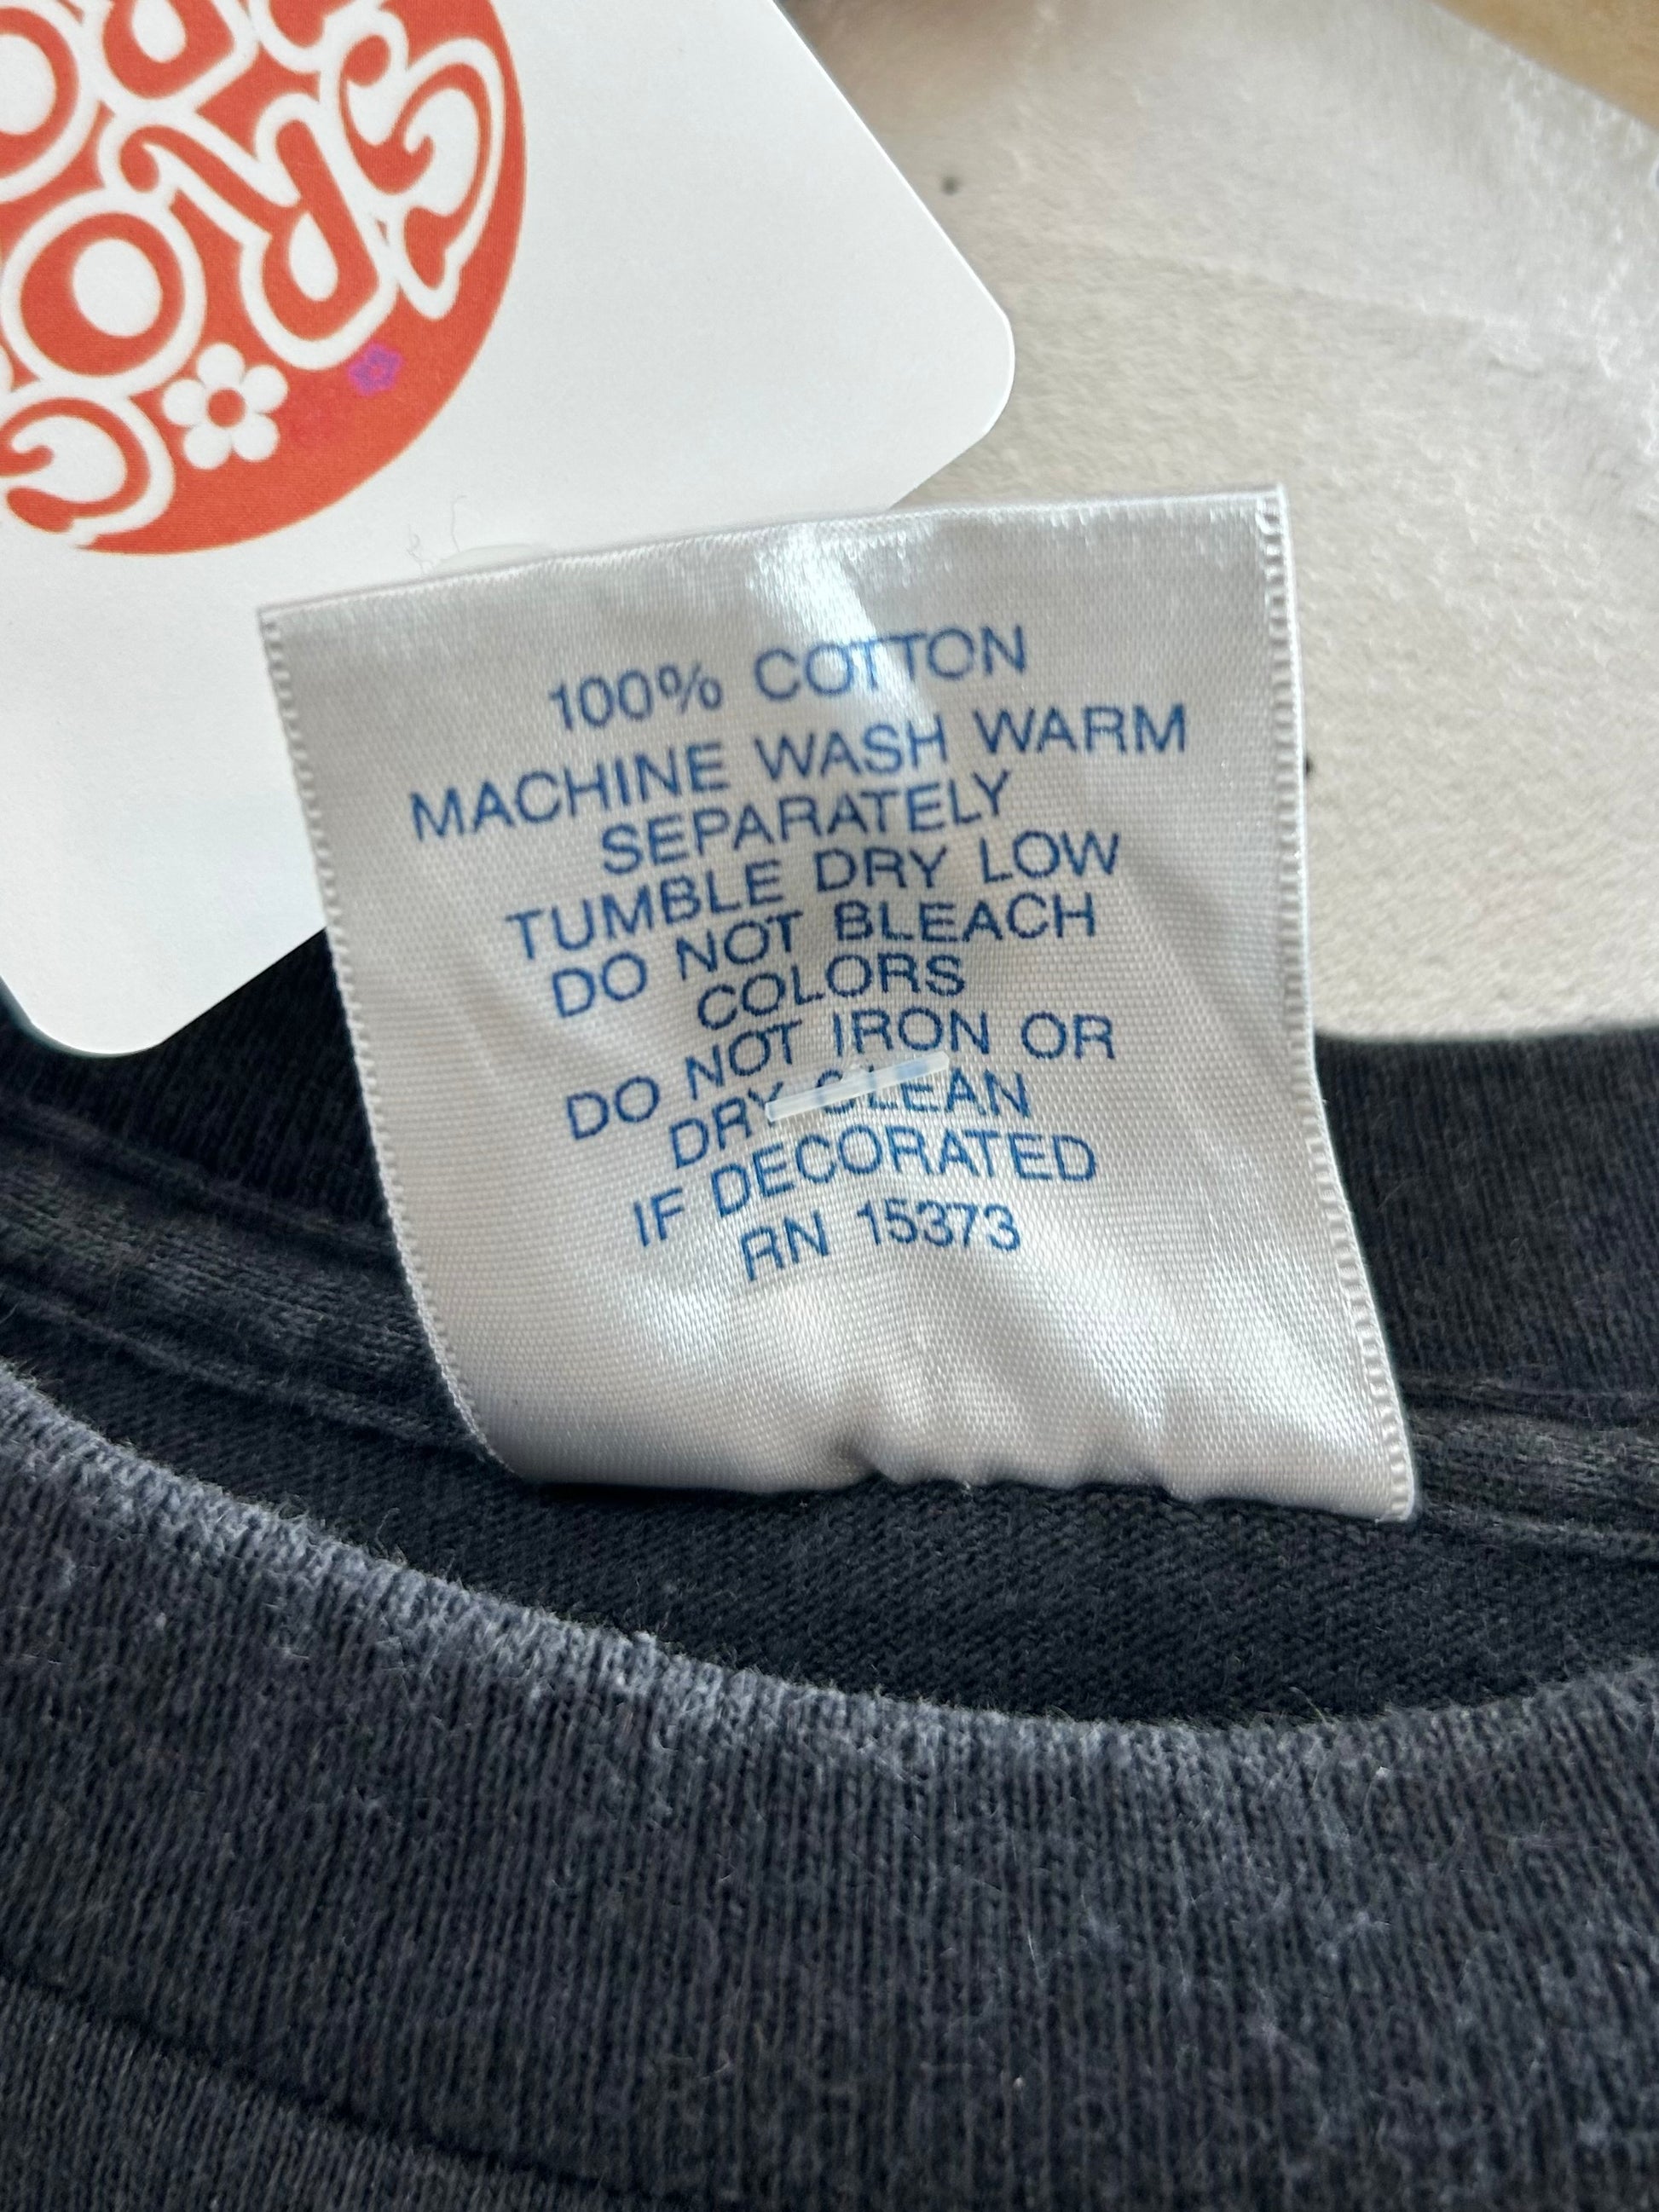 100% COTTON
MACHINE WASH WARM
SEPARATELY
TUMBLE DRY LOW
DO NOT BLEACH
COLORS
DO NOT IRON OR
DRY CLEAN
IF DECORATED
RN 15373